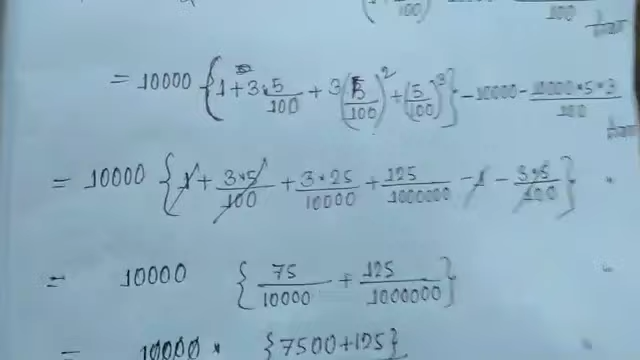 100) 100
= 10000 {1+3.5/100 + 3(5/100)² + (5/100)³} - 10000 - 10000*5*3/100
= 10000 {1 + 3*5/100 + 3*25/10000 + 125/1000000 - 1 - 3*5/100}
= 10000 {75/10000 + 125/1000000}
= 10000 * {7500+125}